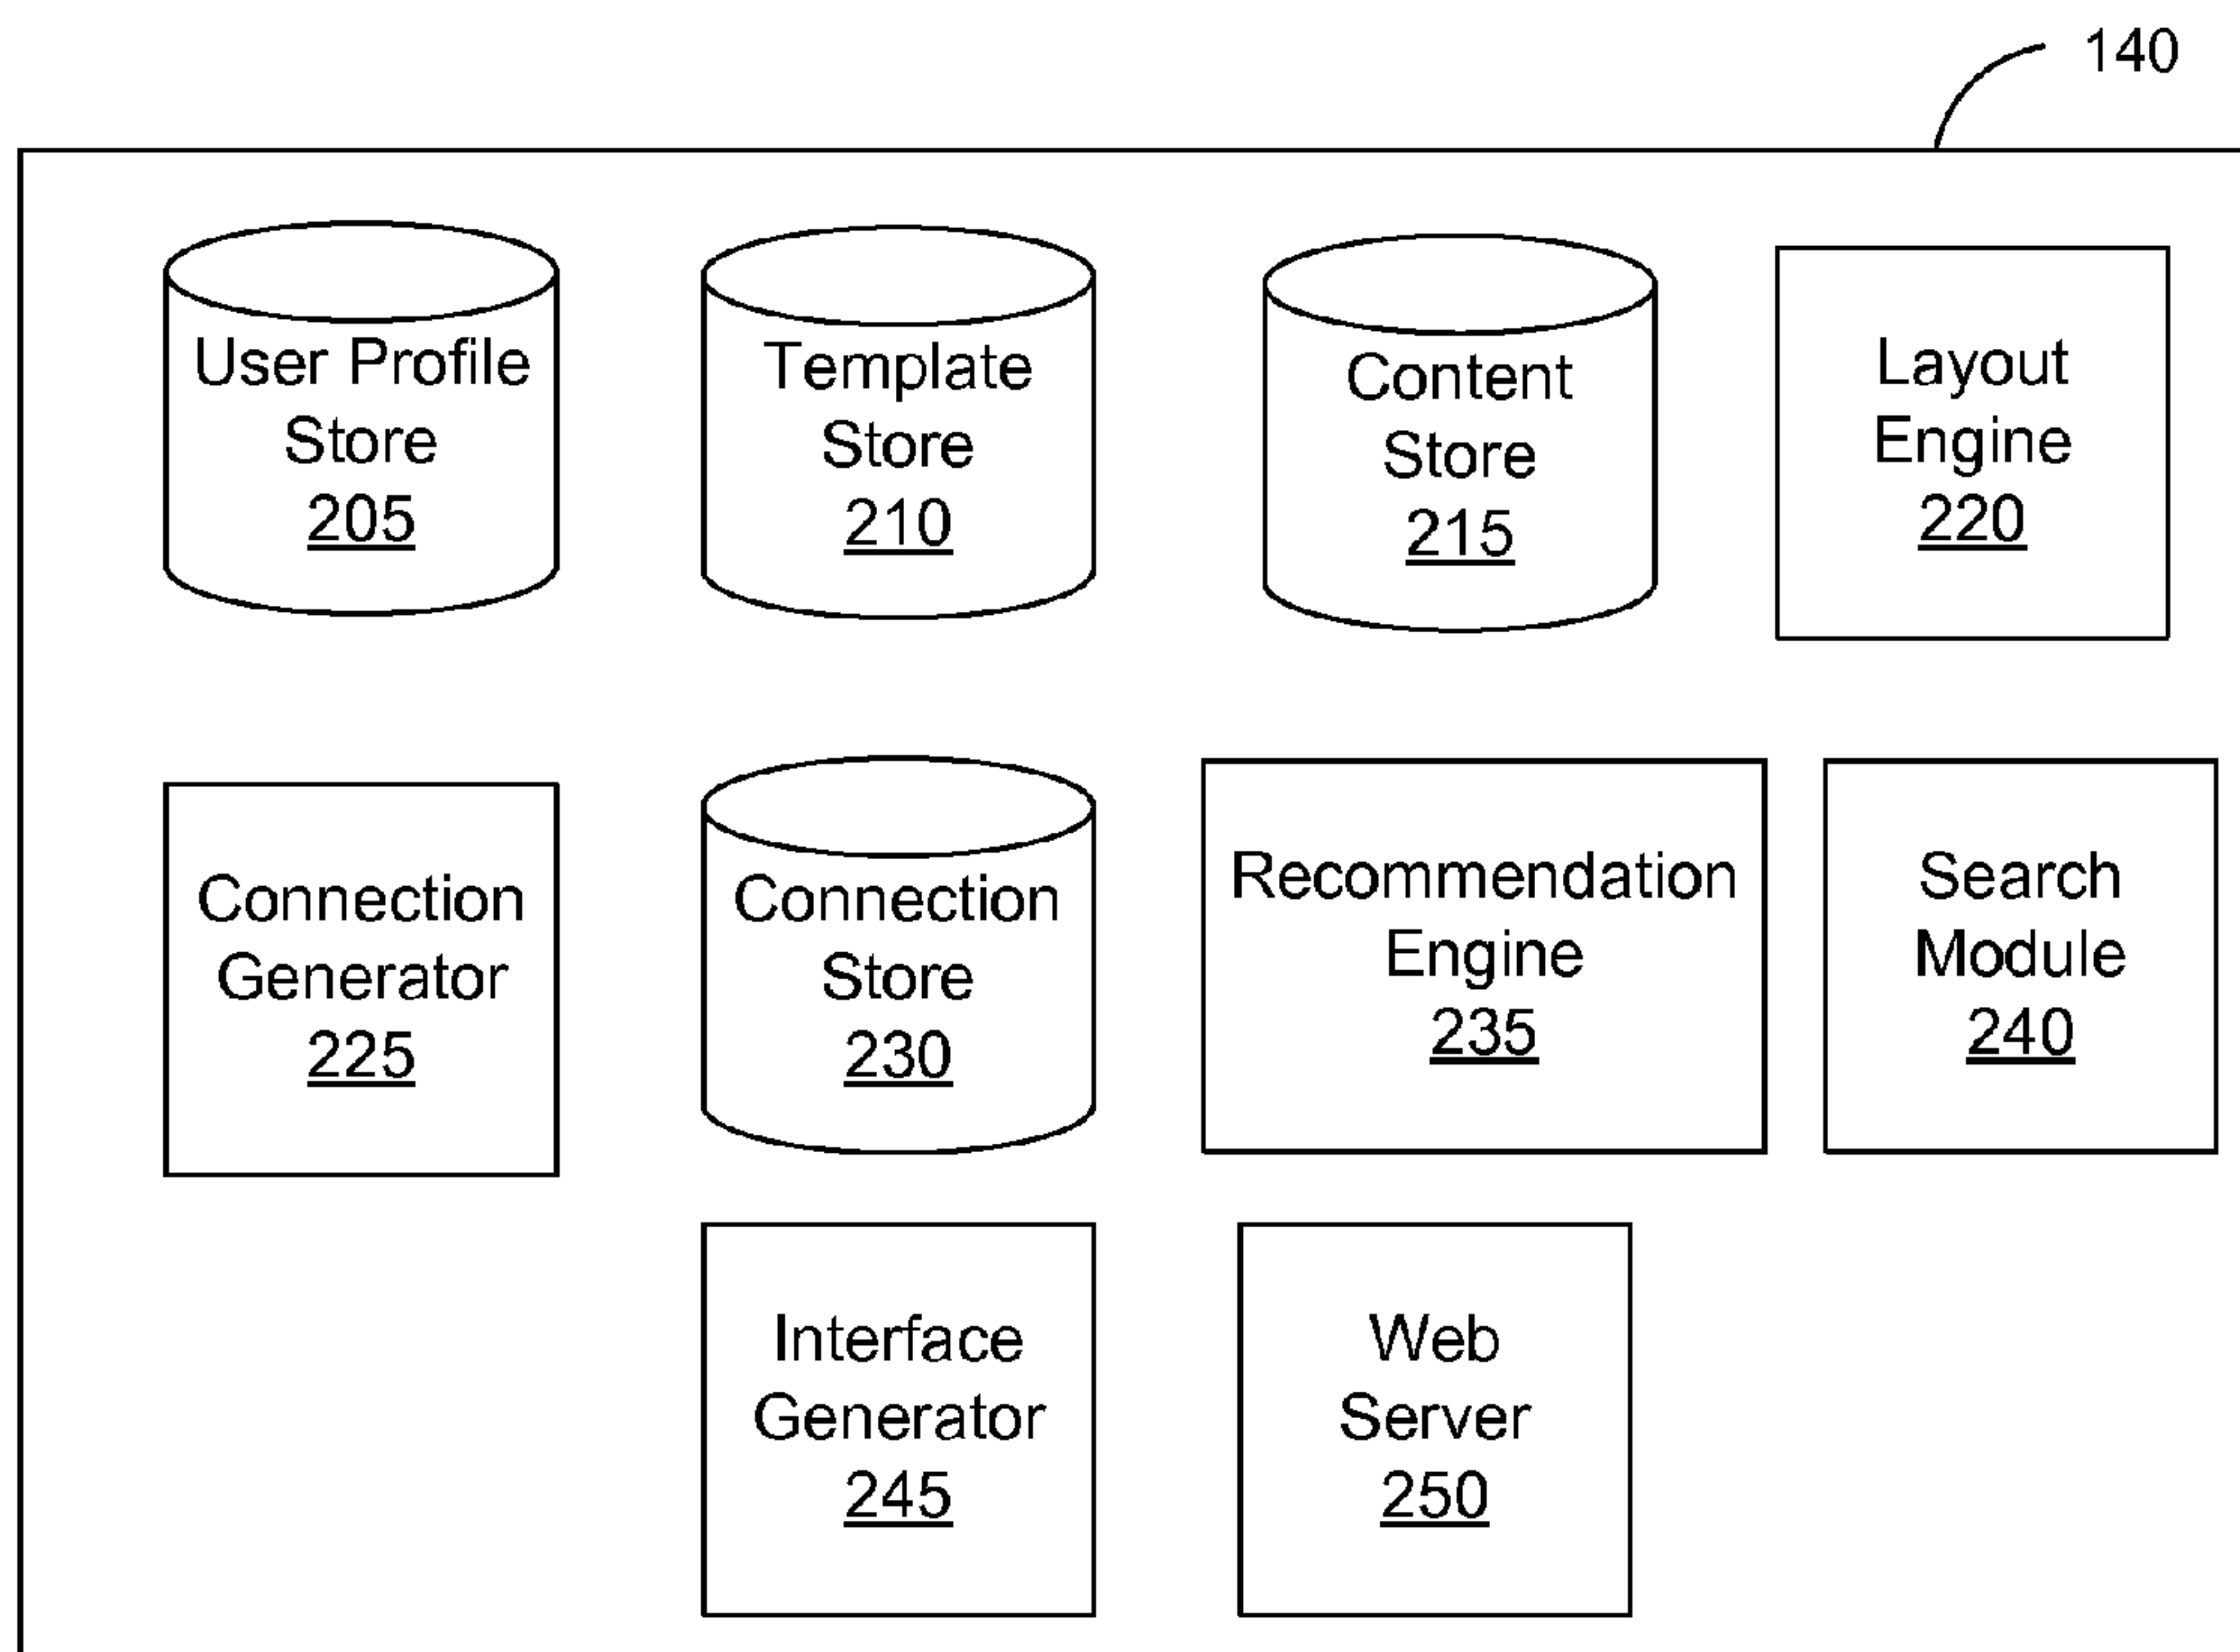 140
User Profile
Store
205
Template
Store
210
Content
Store
215
Layout
Engine
220
Connection
Generator
225
Connection
Store
230
Recommendation
Engine
235
Search
Module
240
Interface
Generator
245
Web
Server
250